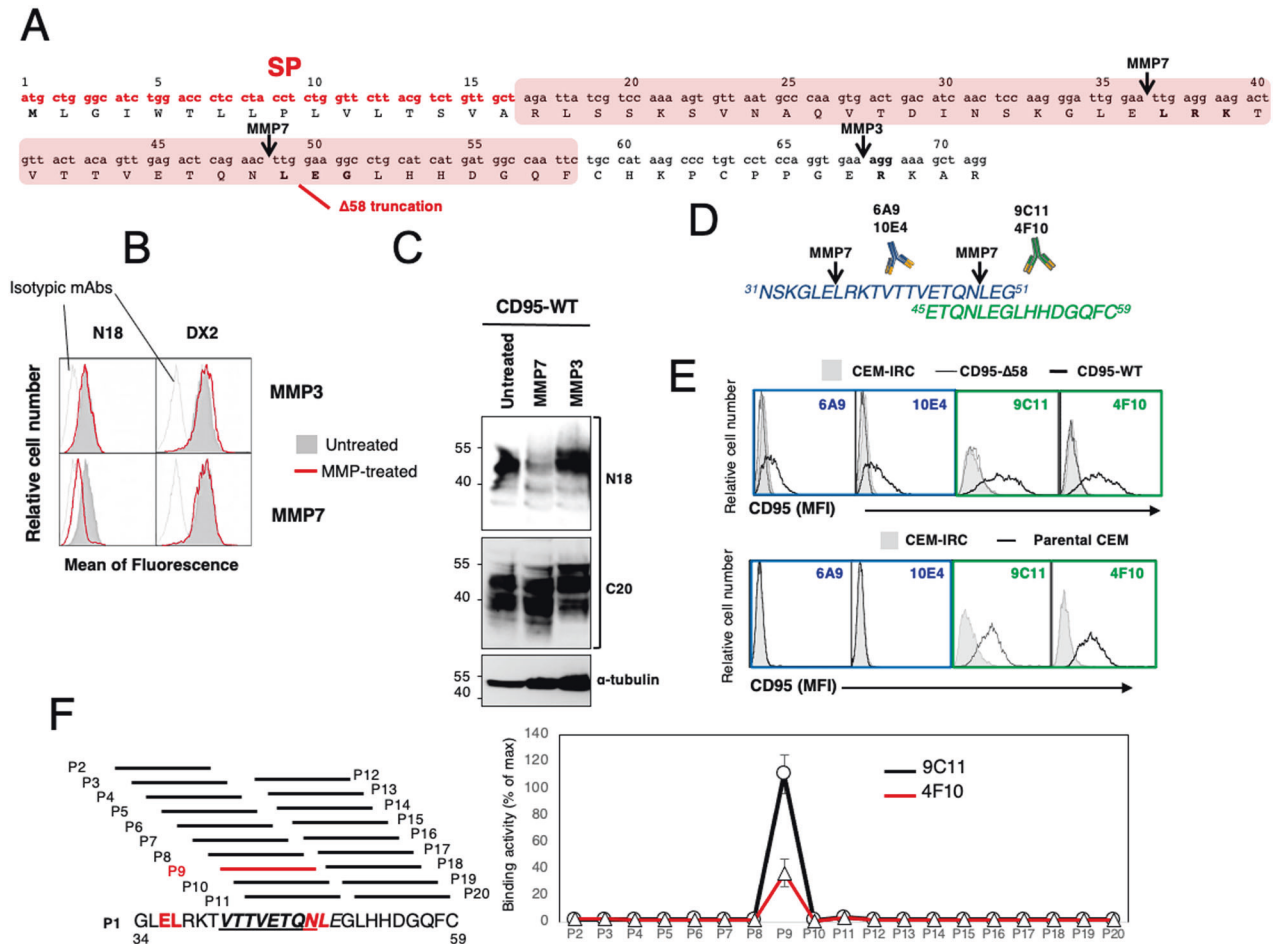 A
SP
1 5 10 15 20 25 30 35 40
MMP7
atg ctg ggc atc tgg acc ctc cta cct ctg gtt ctt acg tct gtt gct aga tta tcg tcc aaa agt gtt aat gcc caa gtg act gac atc aac tcc aag gga ttg gaa ttg agg aag act
M L G I W T L L P L V L T S V A R L S S K S V N A Q V T D I N S K G L E L R K T
MMP7
MMP3
45 50 55 60 65 70
gtt act aca gtt gag act cag aac ttg gaa ggc ctg cat cat gat ggc caa ttc tgc cat aag ccc tgt cct cca ggt gaa agg aaa gct agg
V T T V E T Q N L E G L H H D G Q F C H K P C P P G E R K A R
Δ58 truncation
B
Isotypic mAbs
N18 DX2
MMP3
Untreated
MMP-treated
MMP7
Relative cell number
Mean of Fluorescence
C
CD95-WT
Untreated
MMP7
MMP3
55
40
N18
55
40
C20
55
40
α-tubulin
D
6A9
10E4
9C11
4F10
MMP7
MMP7
31NSKGLELRKTVTTVETQNLEG51
45ETQNLEGLHHDGQFC59
E
CEM-IRC CD95-Δ58 CD95-WT
Relative cell number
6A9 10E4 9C11 4F10
CD95 (MFI)
CEM-IRC Parental CEM
Relative cell number
6A9 10E4 9C11 4F10
CD95 (MFI)
F
P2
P3
P4
P5
P6
P7
P8
P9
P10
P11
P12
P13
P14
P15
P16
P17
P18
P19
P20
P1 GLELRKTVTTVETQNLEGLHHDGQFC
34 59
Binding activity (% of max)
140
120
100
80
60
40
20
0
9C11
4F10
P2 P3 P4 P5 P6 P7 P8 P9 P10 P11 P12 P13 P14 P15 P16 P17 P18 P19 P20